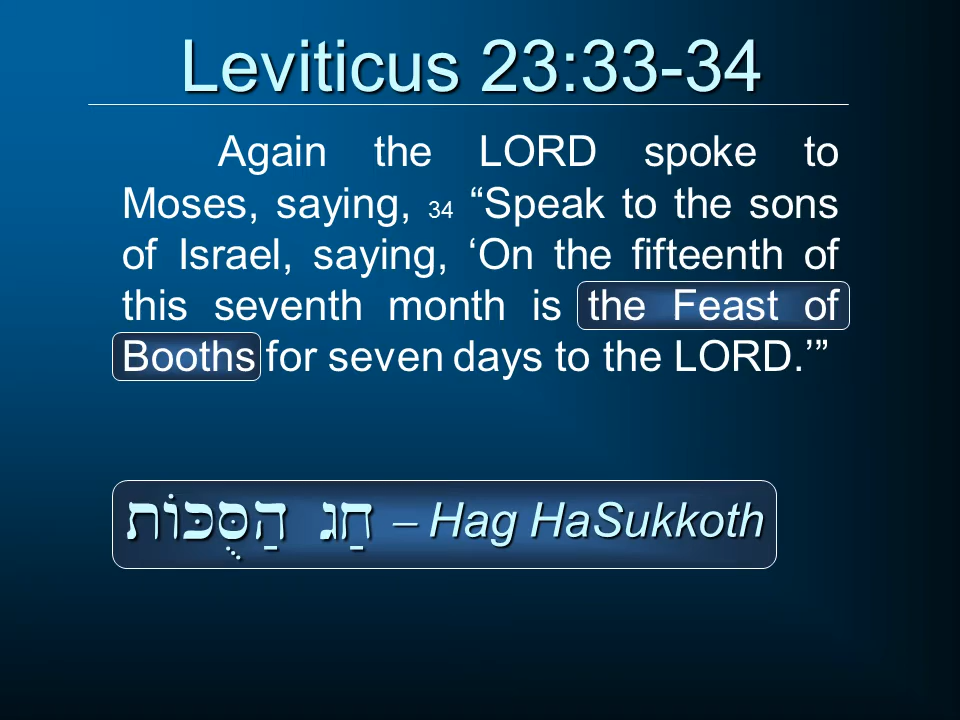 Leviticus 23:33-34
Again the LORD spoke to
Moses, saying, 34 “Speak to the sons
of Israel, saying, ‘On the fifteenth of
this seventh month is the Feast of
Booths for seven days to the LORD.’”
חַג הַסֻּכּוֹת – Hag HaSukkoth